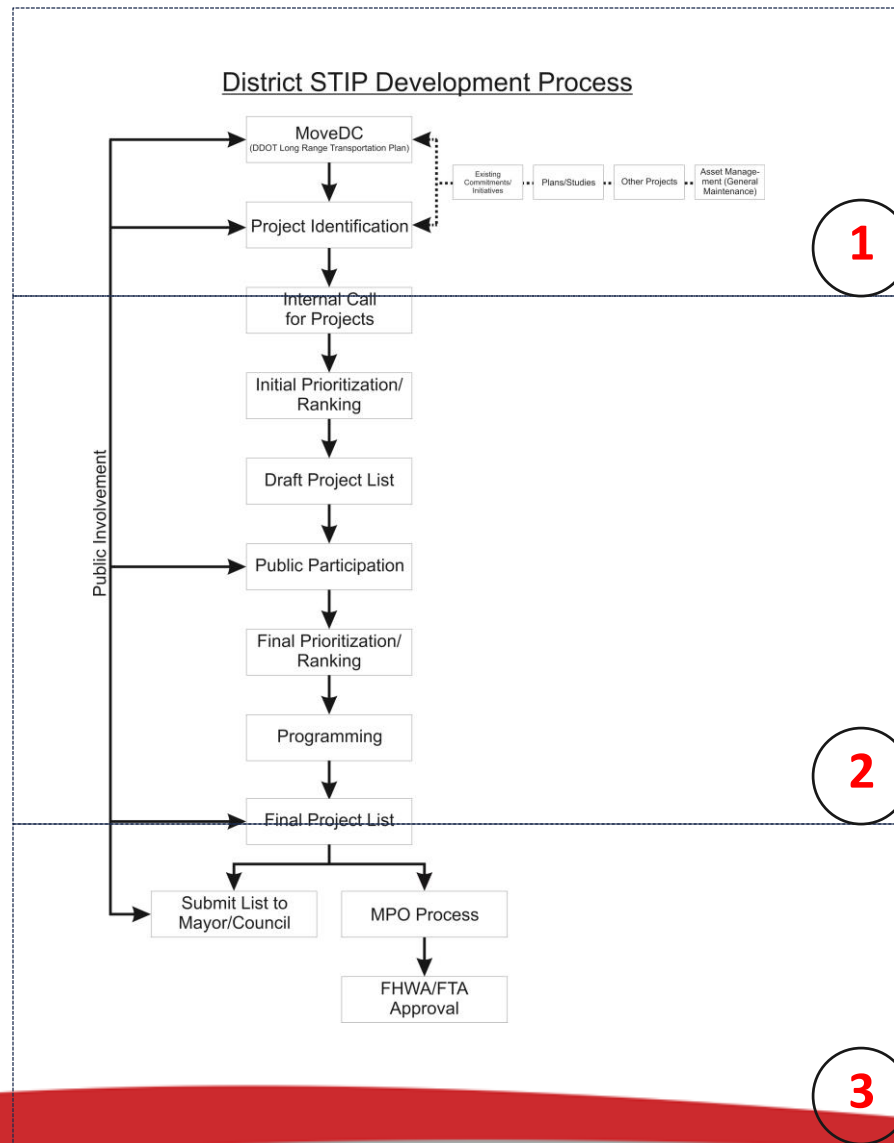 District STIP Development Process
MoveDC
(DDOT Long Range Transportation Plan)
Existing
Commitments/
Initiatives
Plans/Studies
Other Projects
Asset Manage-
ment (General
Maintenance)
Project Identification
1
Internal Call
for Projects
Initial Prioritization/
Ranking
Draft Project List
Public Involvement
Public Participation
Final Prioritization/
Ranking
Programming
2
Final Project List
Submit List to
Mayor/Council
MPO Process
FHWA/FTA
Approval
3